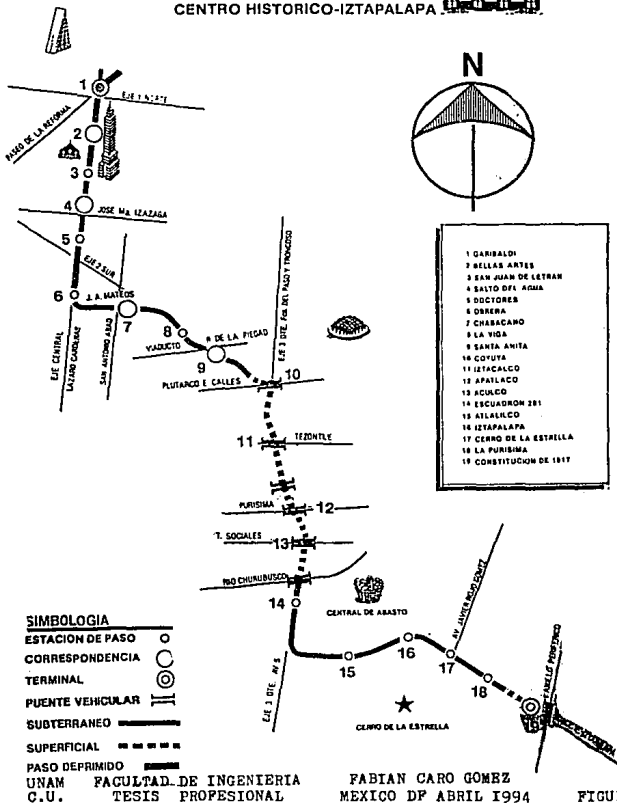 CENTRO HISTORICO-IZTAPALAPA
N
1
EJE 1 NORTE
PASEO DE LA REFORMA
2
3
4
JOSE Ma. IZAZAGA
5
EJE 2 SUR
6
J. A. MATEOS
7
8
VIADUCTO
R. DE LA PIEDAD
9
EJE CENTRAL
LAZARO CARDENAS
SAN ANTONIO ABAD
EJE 3 OTE. Fco. DEL PASO Y TRONCOSO
PLUTARCO E. CALLES
10
11
TEZONTLE
PURISIMA
12
T. SOCIALES
13
RIO CHURUBUSCO
14
CENTRAL DE ABASTO
AV. JAVIER ROJO GOMEZ
EJE 3 OTE. AV 5
15
16
17
18
CERRO DE LA ESTRELLA
1 GARIBALDI
2 BELLAS ARTES
3 SAN JUAN DE LETRAN
4 SALTO DEL AGUA
5 DOCTORES
6 OBRERA
7 CHABACANO
8 LA VIGA
9 SANTA ANITA
10 COYUYA
11 IZTACALCO
12 APATLACO
13 ACULCO
14 ESCUADRON 201
15 ATLALILCO
16 IZTAPALAPA
17 CERRO DE LA ESTRELLA
18 LA PURISIMA
19 CONSTITUCION DE 1917
SIMBOLOGIA
ESTACION DE PASO
CORRESPONDENCIA
TERMINAL
PUENTE VEHICULAR
SUBTERRANEO
SUPERFICIAL
PASO DEPRIMIDO
UNAM FACULTAD DE INGENIERIA FABIAN CARO GOMEZ
C.U. TESIS PROFESIONAL MEXICO DF ABRIL 1994 FIGU